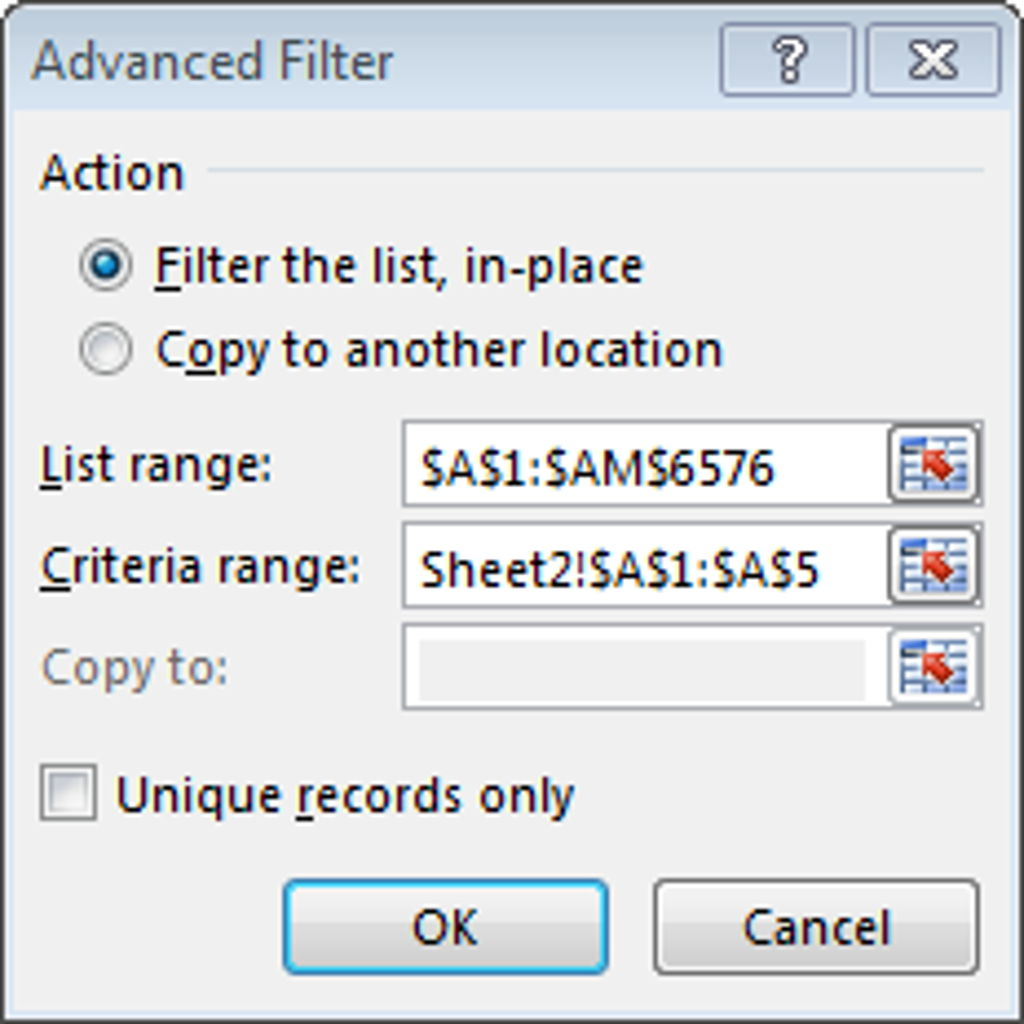 Advanced Filter
Action
Filter the list, in-place
Copy to another location
List range: $A$1:$AM$6576
Criteria range: Sheet2!$A$1:$A$5
Copy to:
Unique records only
OK Cancel